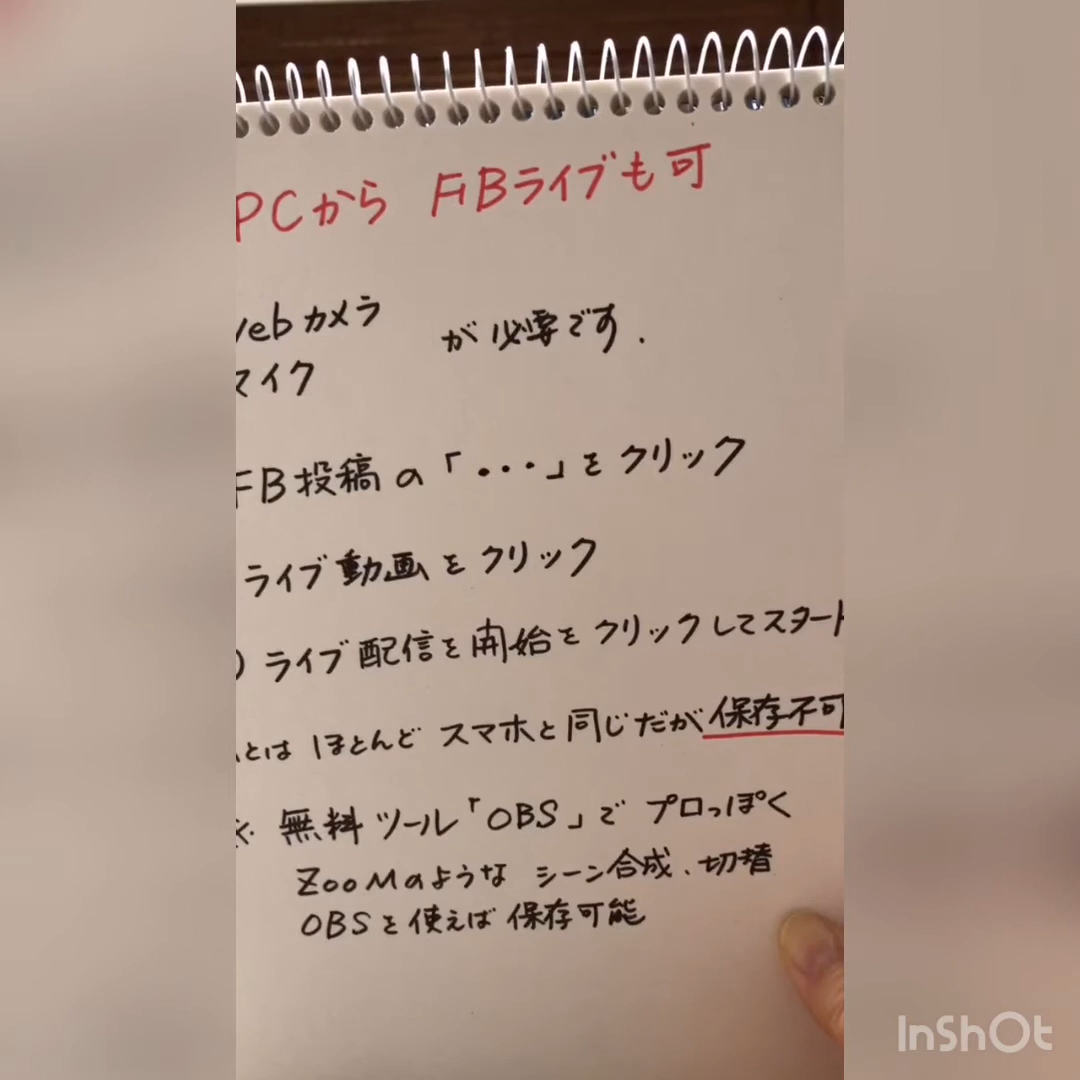 PCから FBライブも可
webカメラ
マイク
が必要です.
FB投稿の「・・・」をクリック
ライブ動画をクリック
) ライブ配信を開始をクリックしてスタート
とは ほとんど スマホと同じだが保存不可
※ 無料ツール「OBS」で プロっぽく
ZOOMのような シーン合成、切替
OBSを使えば 保存可能
InShOt